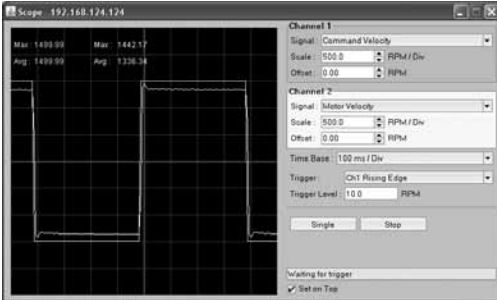 Scope 192.168.124.124
Max: 1499.99 Max: 1442.17
Avg: 1499.99 Avg: 1336.34
Channel 1
Signal: Command Velocity
Scale: 500.0 RPM / Div
Offset: 0.00 RPM
Channel 2
Signal: Motor Velocity
Scale: 500.0 RPM / Div
Offset: 0.00 RPM
Time Base: 100 ms / Div
Trigger: Ch1 Rising Edge
Trigger Level: 10.0 RPM
Single Stop
Waiting for trigger
Set on Top